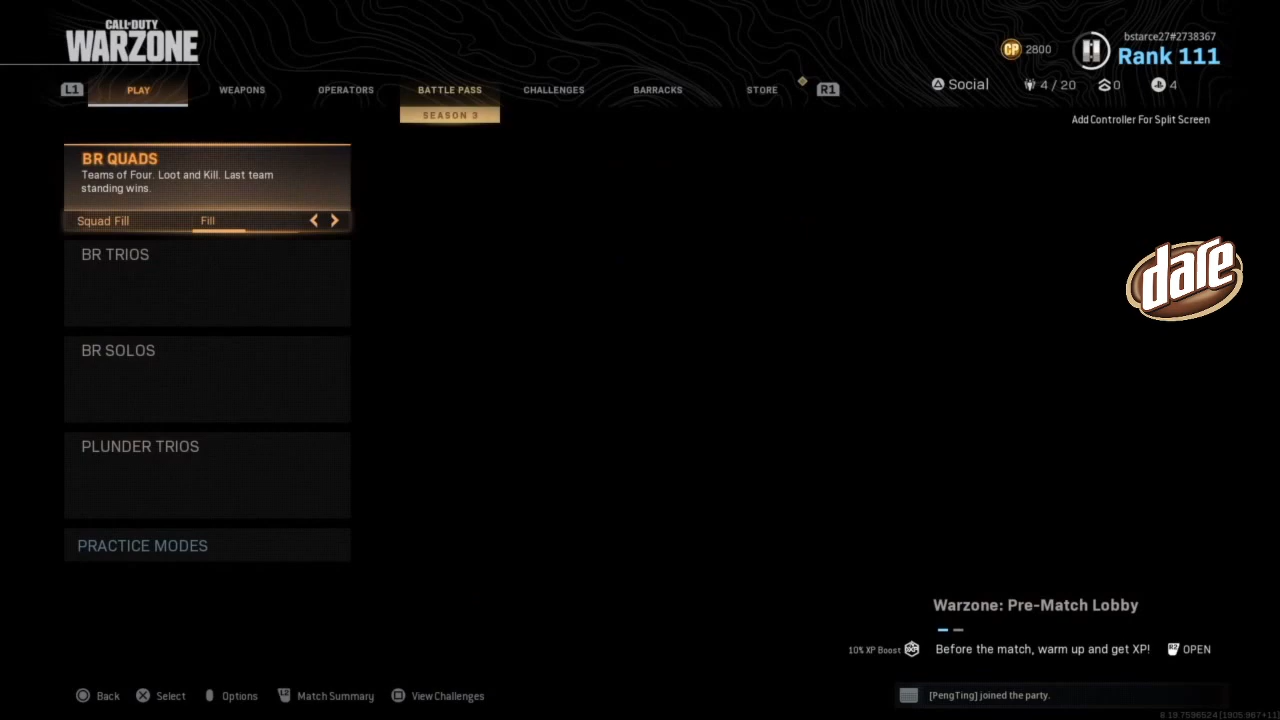 CALL OF DUTY
WARZONE
CP 2800
bstarce27#2738367
Rank 111
L1 PLAY WEAPONS OPERATORS BATTLE PASS CHALLENGES BARRACKS STORE R1
SEASON 3
Social 4 / 20 0 4
Add Controller For Split Screen
BR QUADS
Teams of Four. Loot and Kill. Last team
standing wins.
Squad Fill Fill
BR TRIOS
BR SOLOS
PLUNDER TRIOS
PRACTICE MODES
dare
Warzone: Pre-Match Lobby
10% XP Boost Before the match, warm up and get XP! R2 OPEN
Back Select Options L2 Match Summary View Challenges
[PengTing] joined the party.